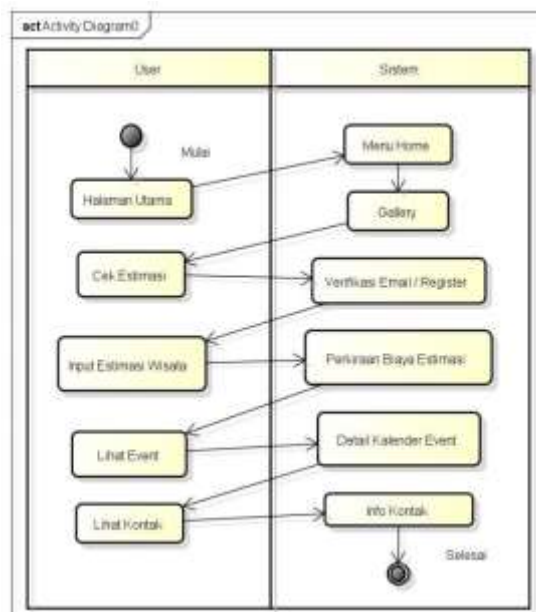 act Activity Diagram0
User
Sistem
Mulai
Menu Home
Halaman Utama
Gallery
Cek Estimasi
Verifikasi Email / Register
Input Estimasi Wisata
Perkiraan Biaya Estimasi
Lihat Event
Detail Kalender Event
Lihat Kontak
Info Kontak
Selesai